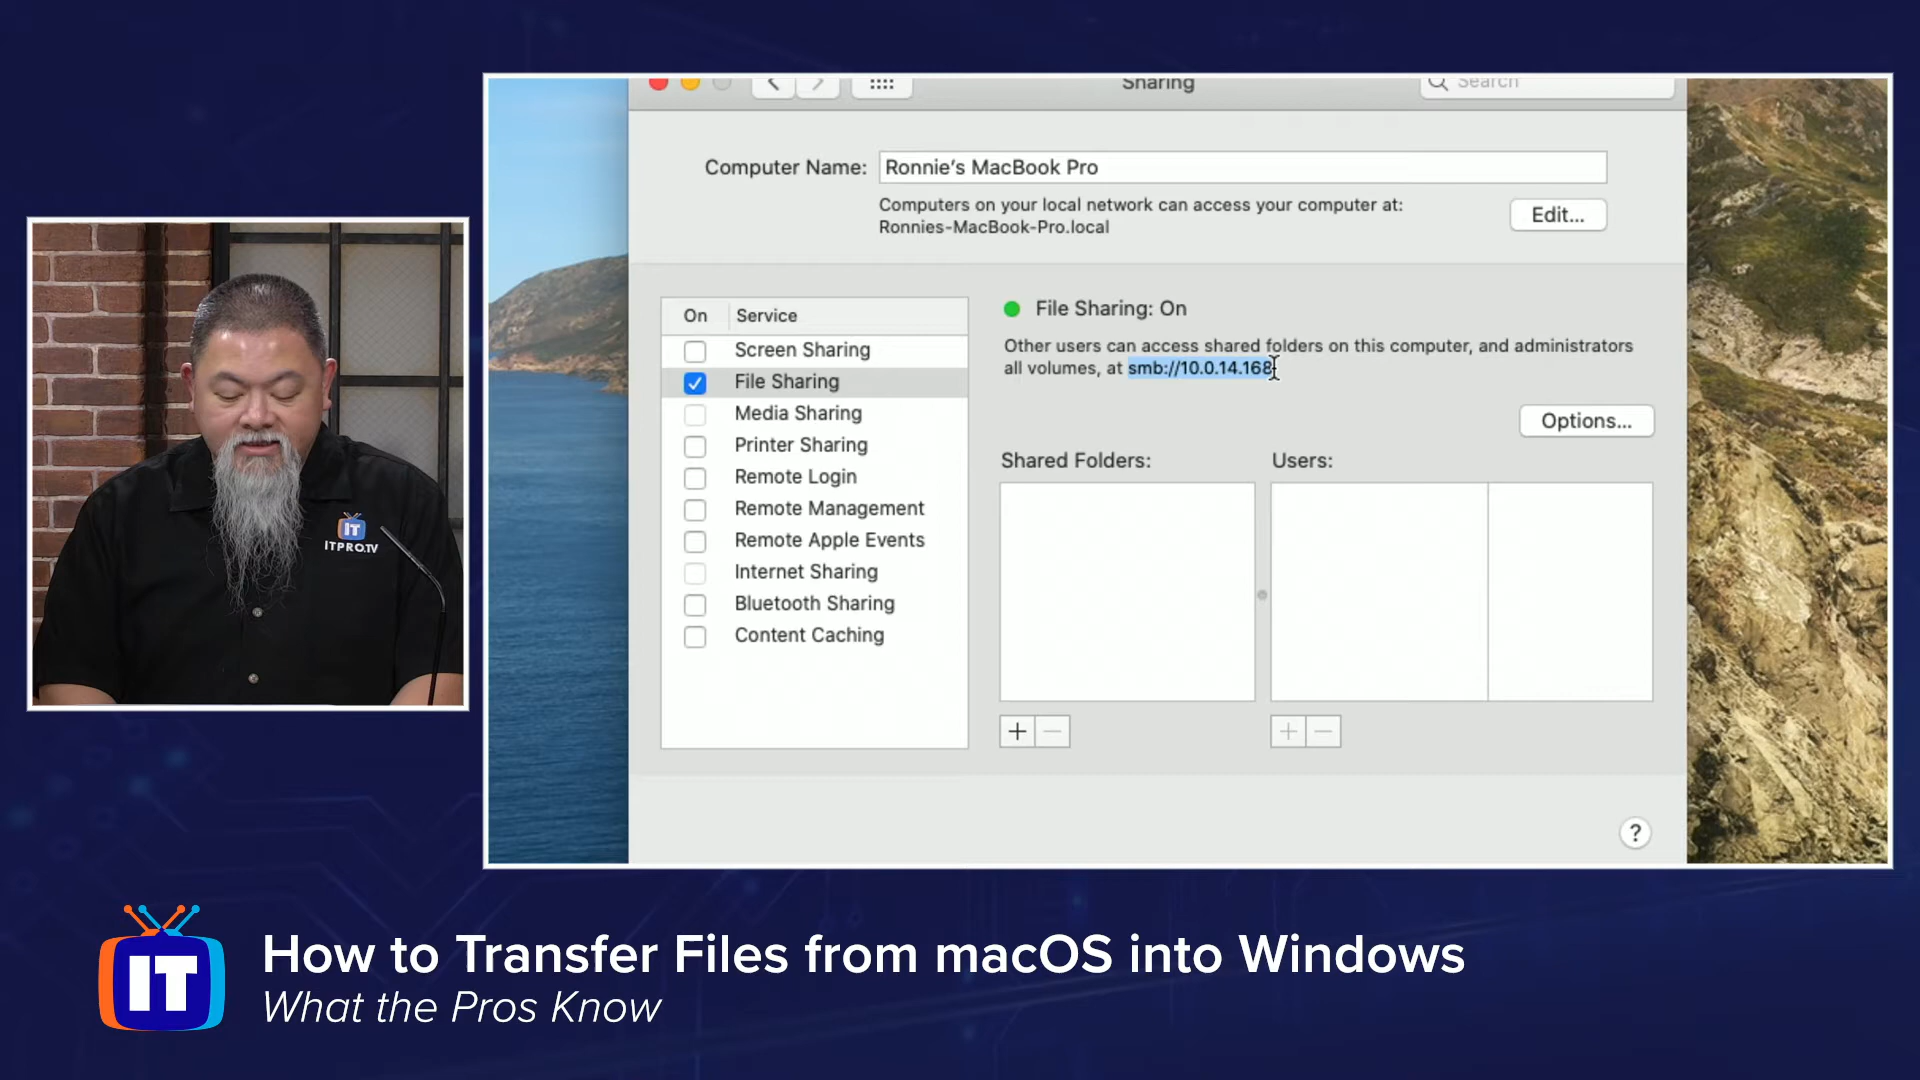 Sharing
Search
Computer Name:
Ronnie's MacBook Pro
Computers on your local network can access your computer at:
Ronnies-MacBook-Pro.local
Edit...
On
Service
Screen Sharing
File Sharing
Media Sharing
Printer Sharing
Remote Login
Remote Management
Remote Apple Events
Internet Sharing
Bluetooth Sharing
Content Caching
File Sharing: On
Other users can access shared folders on this computer, and administrators
all volumes, at smb://10.0.14.168
Options...
Shared Folders:
Users:
+
−
+
−
?
IT
ITPRO.TV
IT
How to Transfer Files from macOS into Windows
What the Pros Know